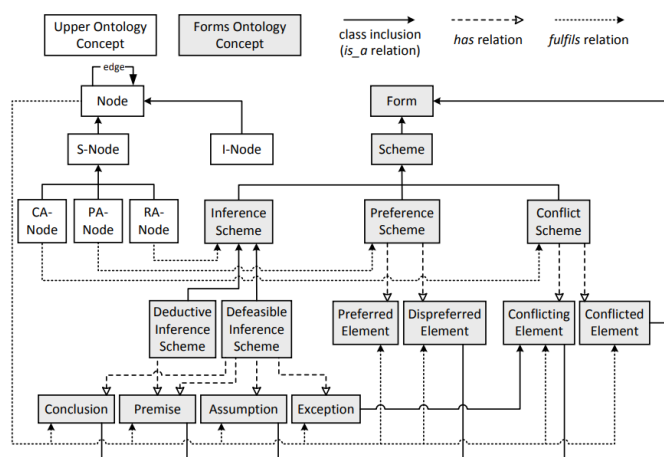 Upper Ontology
Concept
Forms Ontology
Concept
class inclusion
(is_a relation)
has relation
fulfils relation
edge
Node
Form
S-Node
I-Node
Scheme
CA-
Node
PA-
Node
RA-
Node
Inference
Scheme
Preference
Scheme
Conflict
Scheme
Deductive
Inference
Scheme
Defeasible
Inference
Scheme
Preferred
Element
Dispreferred
Element
Conflicting
Element
Conflicted
Element
Conclusion
Premise
Assumption
Exception